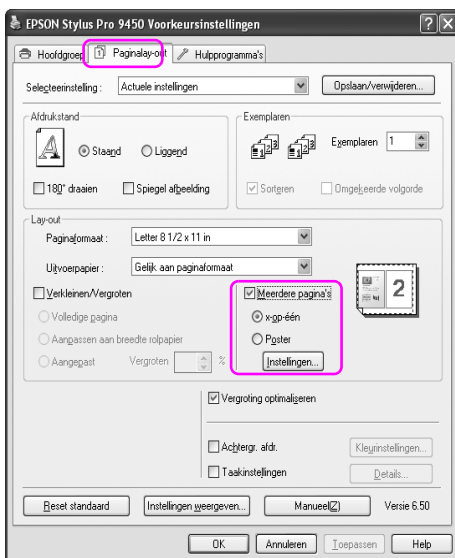 EPSON Stylus Pro 9450 Voorkeursinstellingen
Hoofdgroep Paginalay-out Hulpprogramma's
Selecteerinstelling : Actuele instellingen Opslaan/verwijderen...
Afdrukstand
Staand Liggend
180° draaien Spiegel afbeelding
Exemplaren
Exemplaren 1
Sorteren Omgekeerde volgorde
Lay-out
Paginaformaat : Letter 8 1/2 x 11 in
Uitvoerpapier : Gelijk aan paginaformaat
Verkleinen/Vergroten
Volledige pagina
Aanpassen aan breedte rolpapier
Aangepast Vergroten %
Meerdere pagina's
x-op-één
Poster
Instellingen...
2
Vergroting optimaliseren
Achtergr. afdr. Kleurinstellingen...
Taakinstellingen Details...
Reset standaard Instellingen weergeven... Manueel(Z) Versie 6.50
OK Annuleren Toepassen Help